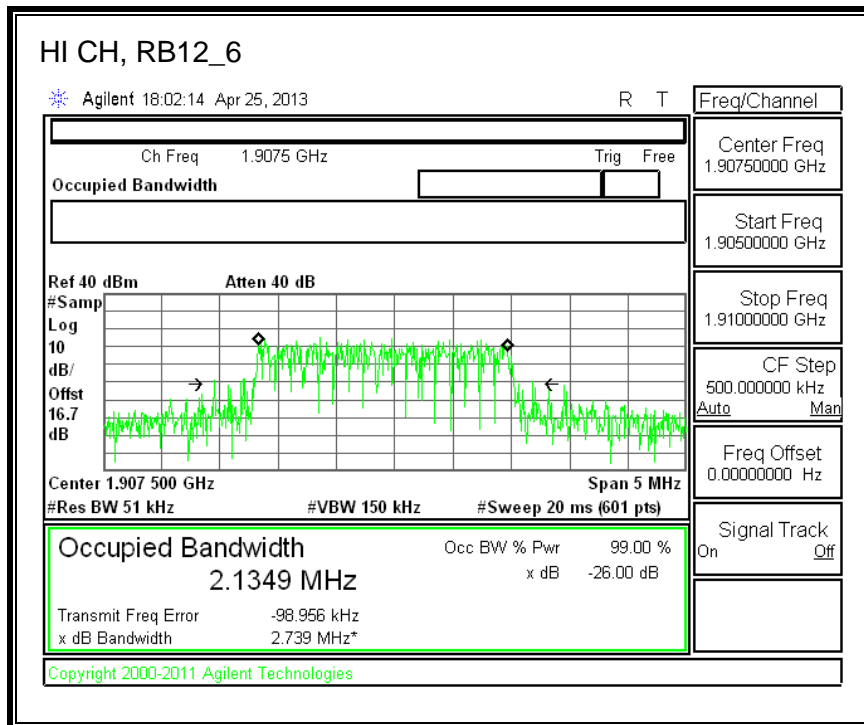 HI CH, RB12_6
Agilent 18:02:14 Apr 25, 2013 R T
Freq/Channel
Ch Freq 1.9075 GHz Trig Free
Occupied Bandwidth
Center Freq
1.90750000 GHz
Start Freq
1.90500000 GHz
Stop Freq
1.91000000 GHz
CF Step
500.000000 kHz
Auto Man
Freq Offset
0.00000000 Hz
Signal Track
On Off
Ref 40 dBm Atten 40 dB
#Samp
Log
10
dB/
Offst
16.7
dB
Center 1.907 500 GHz Span 5 MHz
#Res BW 51 kHz #VBW 150 kHz #Sweep 20 ms (601 pts)
Occupied Bandwidth Occ BW % Pwr 99.00 %
2.1349 MHz x dB -26.00 dB
Transmit Freq Error -98.956 kHz
x dB Bandwidth 2.739 MHz*
Copyright 2000-2011 Agilent Technologies